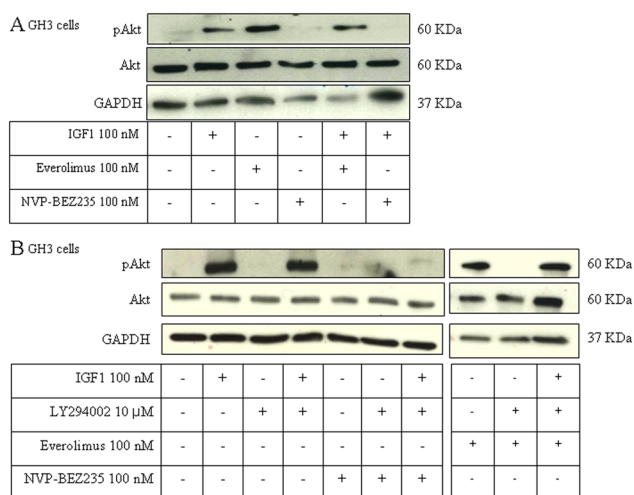 A GH3 cells
pAkt 60 KDa
Akt 60 KDa
GAPDH 37 KDa
IGF1 100 nM - + - - + +
Everolimus 100 nM - - + - + -
NVP-BEZ235 100 nM - - - + - +
B GH3 cells
pAkt 60 KDa
Akt 60 KDa
GAPDH 37 KDa
IGF1 100 nM - + - + - - + - - +
LY294002 10 µM - - + + - + + - + +
Everolimus 100 nM - - - - - - - + + +
NVP-BEZ235 100 nM - - - - + + + - - -